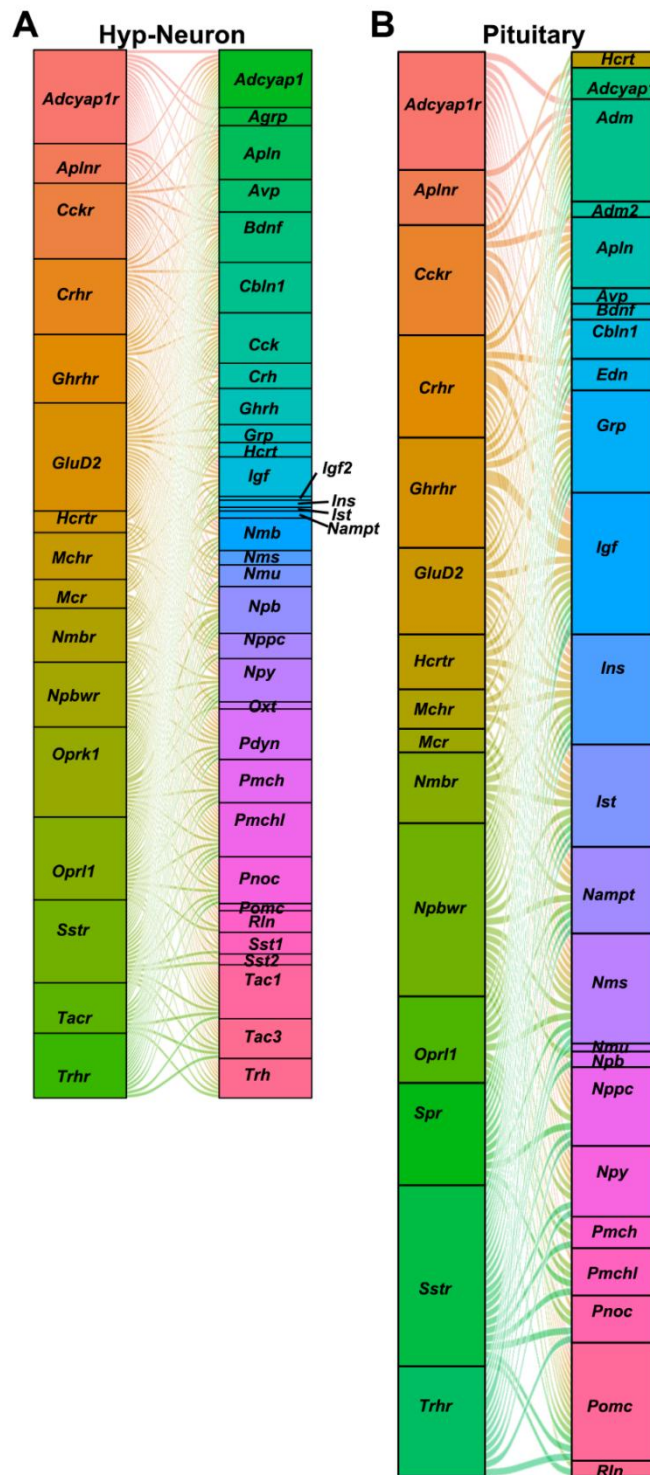 A
Hyp-Neuron
Adcyap1r
Aplnr
Cckr
Crhr
Ghrhr
GluD2
Hcrtr
Mchr
Mcr
Nmbr
Npbwr
Oprk1
Oprl1
Sstr
Tacr
Trhr
Adcyap1
Agrp
Apln
Avp
Bdnf
Cbln1
Cck
Crh
Ghrh
Grp
Hcrt
Igf
Igf2
Ins
Ist
Nampt
Nmb
Nms
Nmu
Npb
Nppc
Npy
Oxt
Pdyn
Pmch
Pmchl
Pnoc
Pomc
Rln
Sst1
Sst2
Tac1
Tac3
Trh
B
Pituitary
Adcyap1r
Aplnr
Cckr
Crhr
Ghrhr
GluD2
Hcrtr
Mchr
Mcr
Nmbr
Npbwr
Oprl1
Spr
Sstr
Trhr
Hcrt
Adcyap1
Adm
Adm2
Apln
Avp
Bdnf
Cbln1
Edn
Grp
Igf
Ins
Ist
Nampt
Nms
Nmu
Npb
Nppc
Npy
Pmch
Pmchl
Pnoc
Pomc
Rln